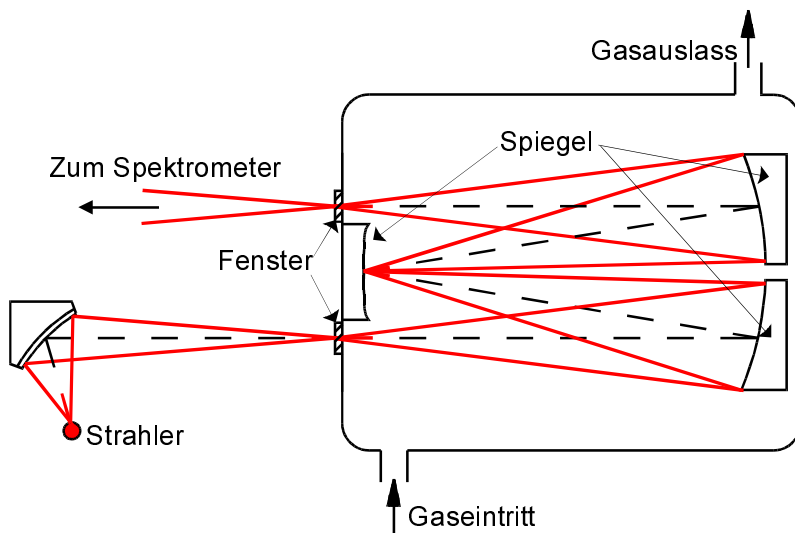 Gasauslass
Spiegel
Zum Spektrometer
Fenster
Strahler
Gaseintritt